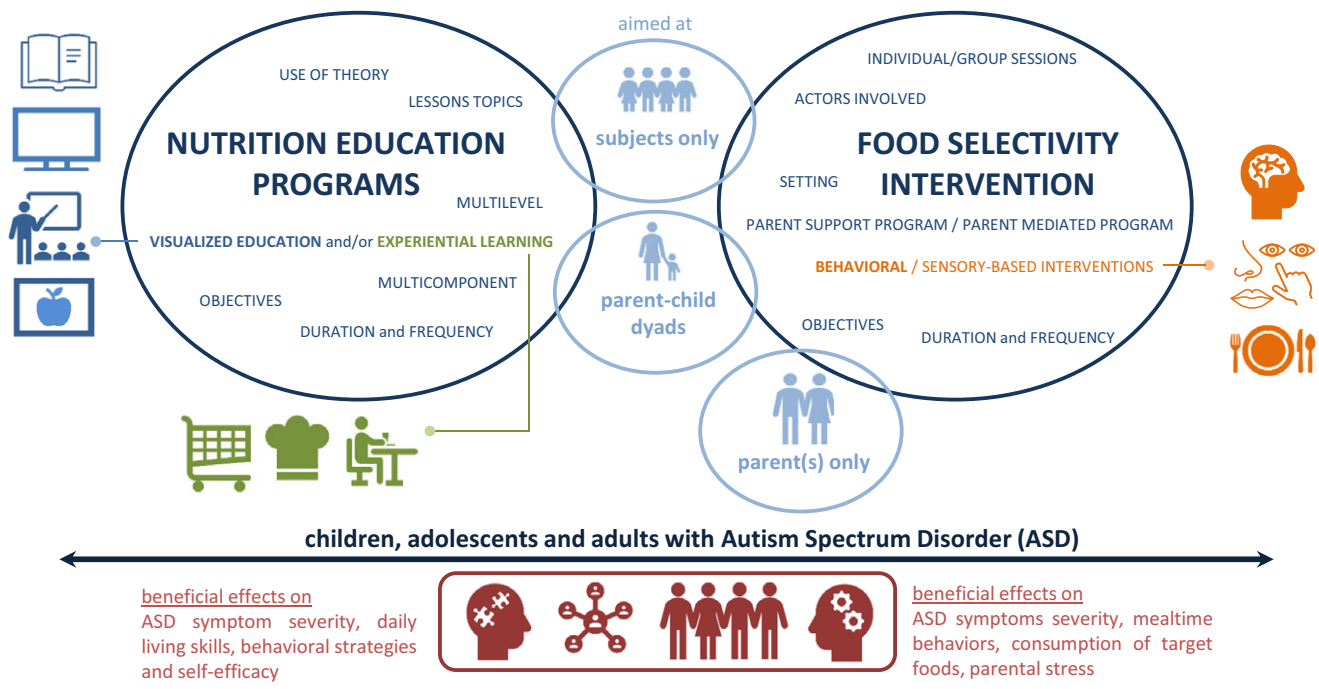 aimed at
subjects only
parent-child
dyads
parent(s) only
USE OF THEORY
LESSONS TOPICS
NUTRITION EDUCATION
PROGRAMS
MULTILEVEL
VISUALIZED EDUCATION and/or EXPERIENTIAL LEARNING
MULTICOMPONENT
OBJECTIVES
DURATION and FREQUENCY
INDIVIDUAL/GROUP SESSIONS
ACTORS INVOLVED
FOOD SELECTIVITY
INTERVENTION
SETTING
PARENT SUPPORT PROGRAM / PARENT MEDIATED PROGRAM
BEHAVIORAL / SENSORY-BASED INTERVENTIONS
OBJECTIVES
DURATION and FREQUENCY
children, adolescents and adults with Autism Spectrum Disorder (ASD)
beneficial effects on
ASD symptom severity, daily
living skills, behavioral strategies
and self-efficacy
beneficial effects on
ASD symptoms severity, mealtime
behaviors, consumption of target
foods, parental stress